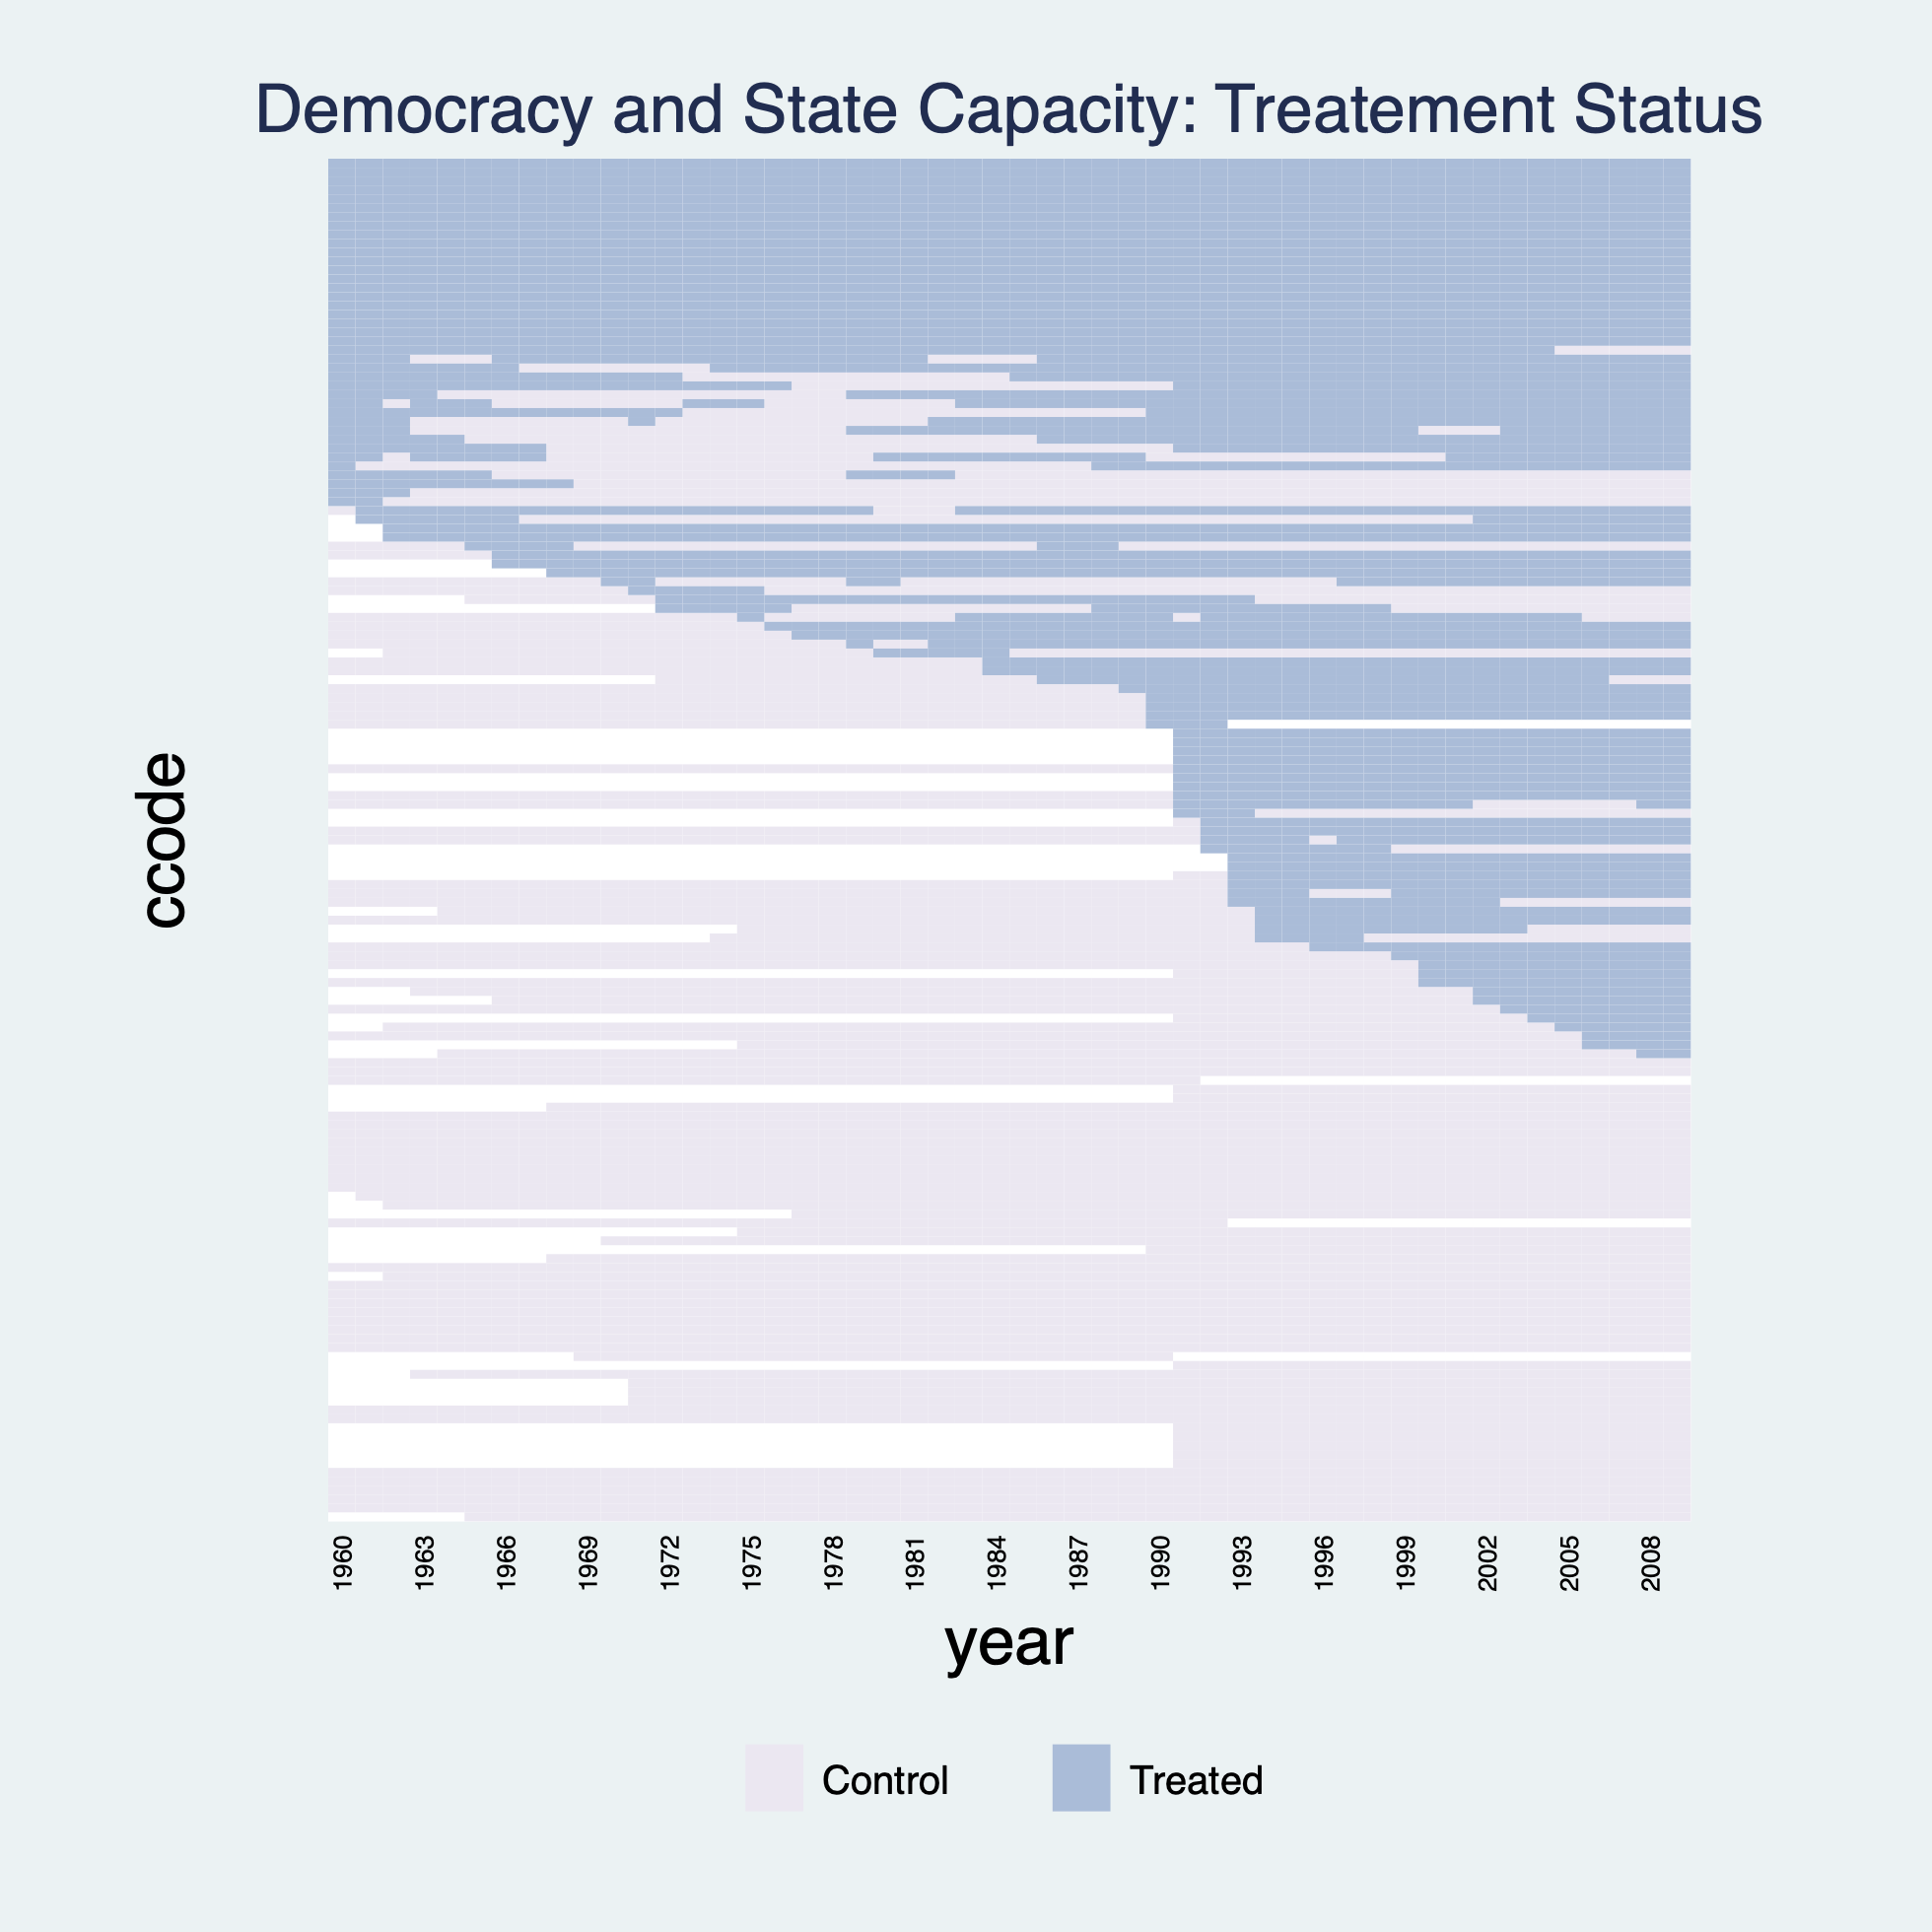 Democracy and State Capacity: Treatement Status
ccode
1960 1963 1966 1969 1972 1975 1978 1981 1984 1987 1990 1993 1996 1999 2002 2005 2008
year
Control Treated